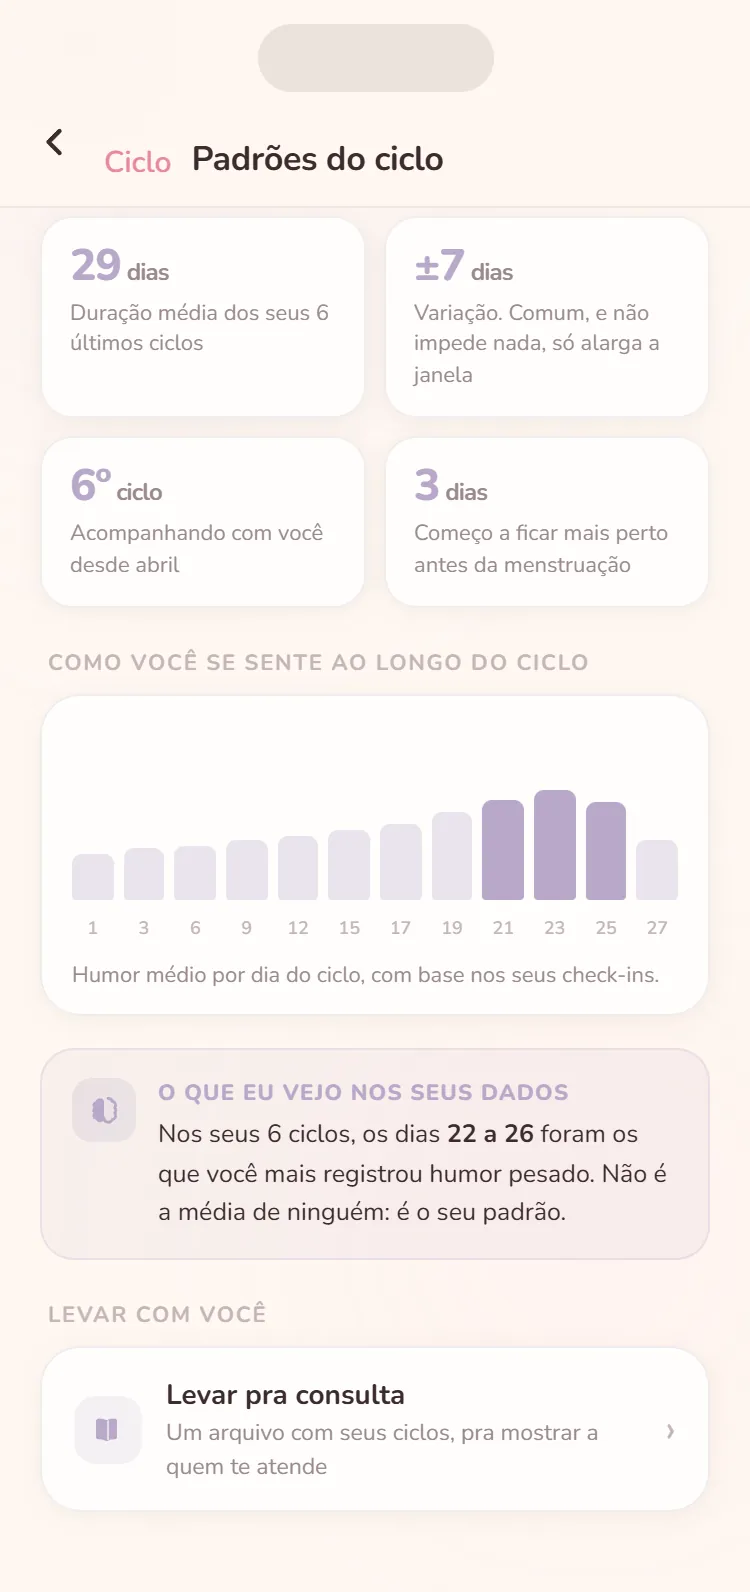 Ciclo Padrões do ciclo
29 dias
Duração média dos seus 6
últimos ciclos
±7 dias
Variação. Comum, e não
impede nada, só alarga a
janela
6º ciclo
Acompanhando com você
desde abril
3 dias
Começo a ficar mais perto
antes da menstruação
COMO VOCÊ SE SENTE AO LONGO DO CICLO
1 3 6 9 12 15 17 19 21 23 25 27
Humor médio por dia do ciclo, com base nos seus check-ins.
O QUE EU VEJO NOS SEUS DADOS
Nos seus 6 ciclos, os dias 22 a 26 foram os
que você mais registrou humor pesado. Não é
a média de ninguém: é o seu padrão.
LEVAR COM VOCÊ
Levar pra consulta
Um arquivo com seus ciclos, pra mostrar a
quem te atende